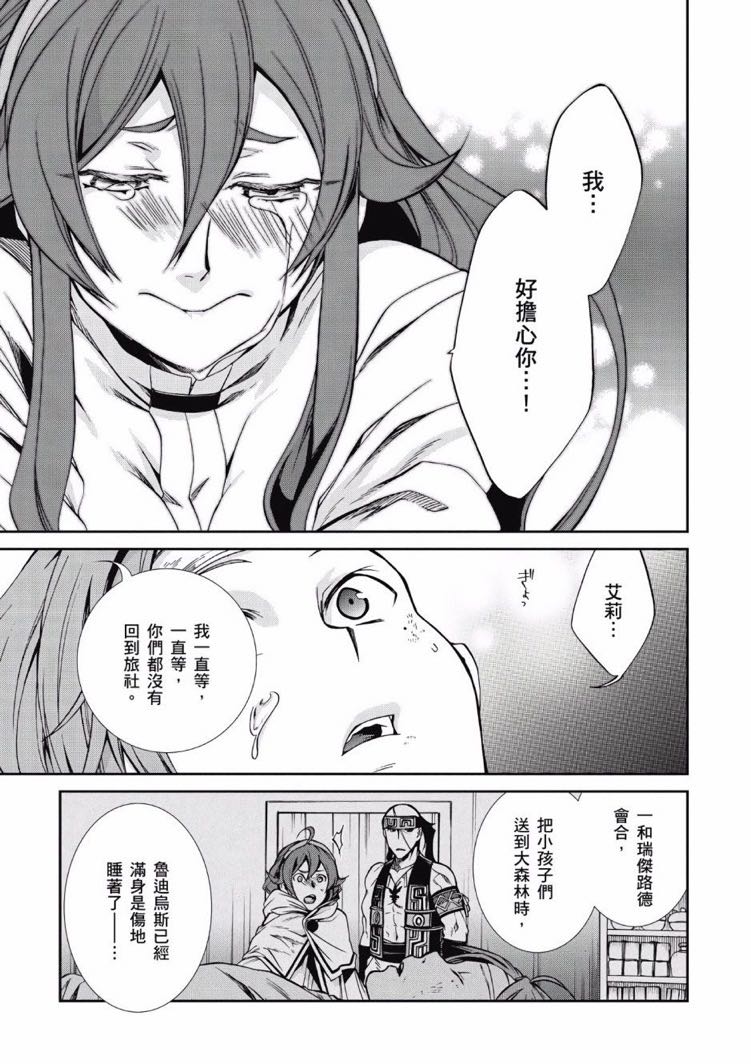 我…
好擔心你…！
艾莉…
ぎょっ
我一直等，
一直等，
你們都沒有
回到旅社。
一和瑞傑路德
會合，
把小孩子們
送到大森林時，
魯迪烏斯已經
滿身是傷地
睡著了——…